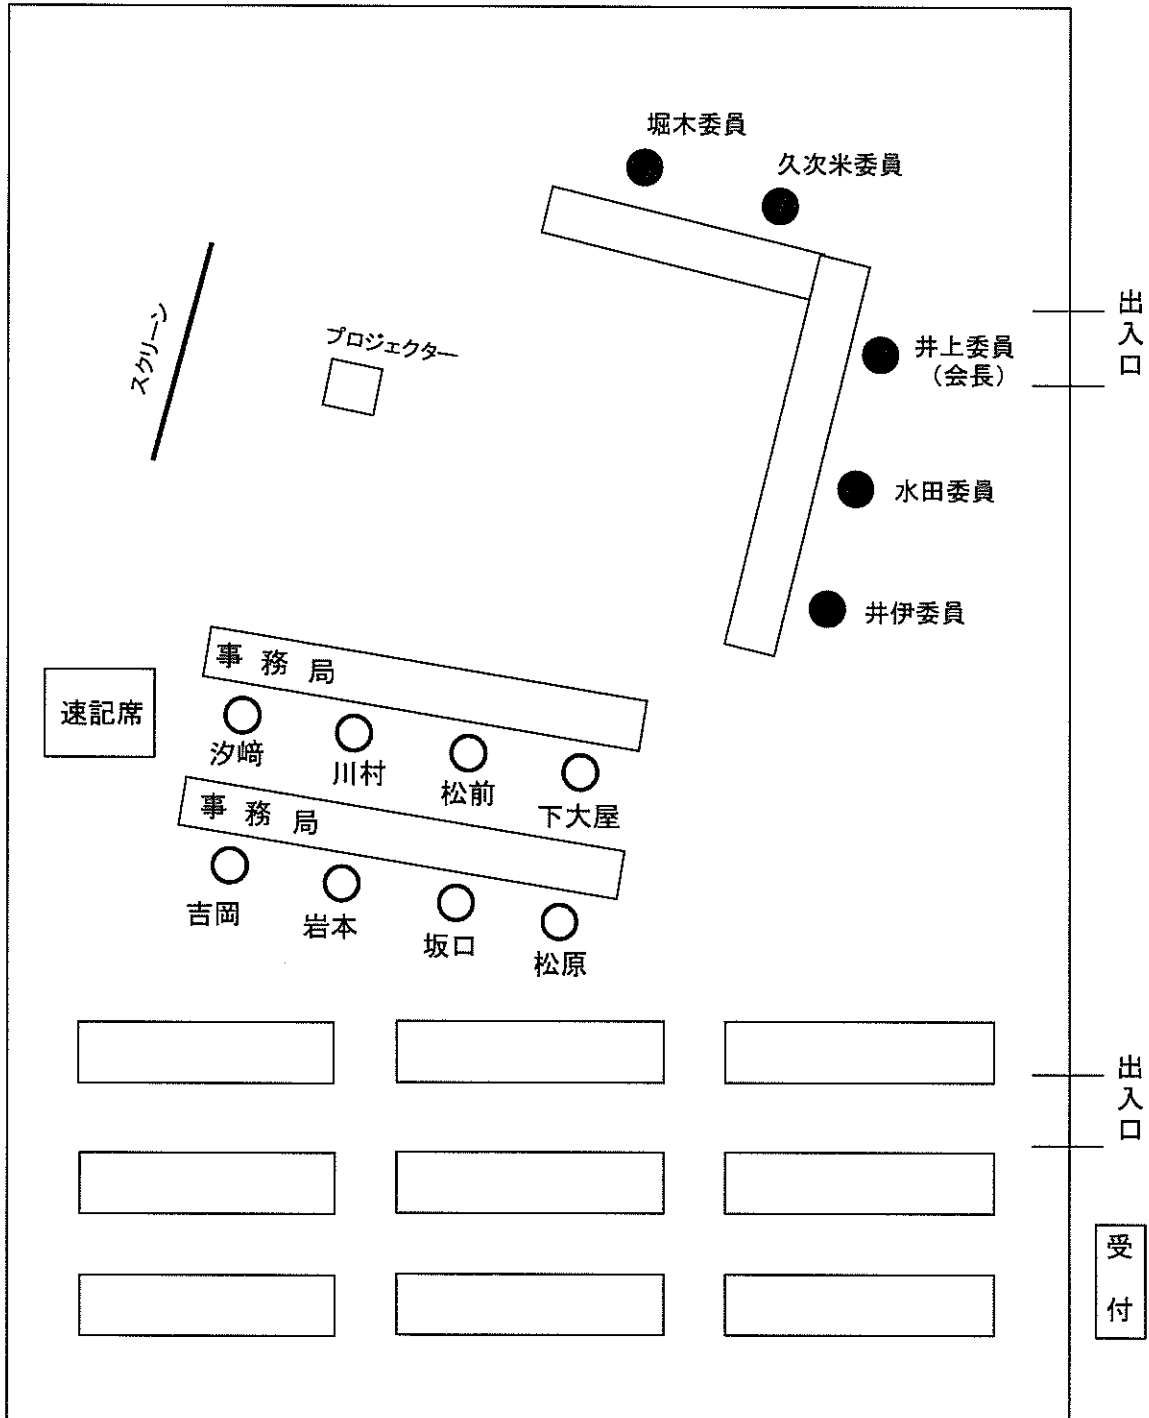 堀木委員
久次米委員
出入口
スクリーン
プロジェクター
井上委員
（会長）
水田委員
井伊委員
事務局
速記席
汐﨑
川村
松前
下大屋
事務局
吉岡
岩本
坂口
松原
出入口
受付